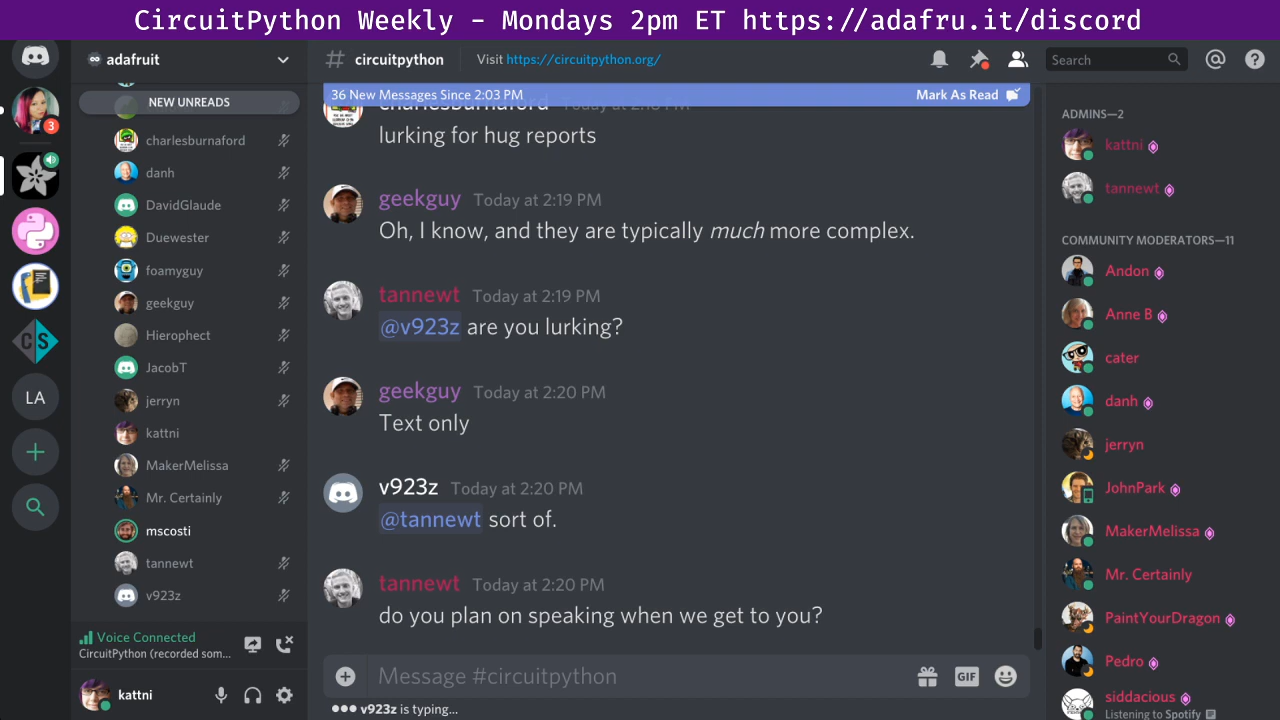 CircuitPython Weekly - Mondays 2pm ET https://adafru.it/discord
adafruit
# circuitpython
Visit https://circuitpython.org/
Search
NEW UNREADS
charlesburnaford
danh
DavidGlaude
Duewester
foamyguy
geekguy
Hierophect
JacobT
jerryn
kattni
MakerMelissa
Mr. Certainly
mscosti
tannewt
v923z
Voice Connected
CircuitPython (recorded som...
kattni
3
LA
36 New Messages Since 2:03 PM
Mark As Read
charlesburnaford
lurking for hug reports
geekguy Today at 2:19 PM
Oh, I know, and they are typically much more complex.
tannewt Today at 2:19 PM
@v923z are you lurking?
geekguy Today at 2:20 PM
Text only
v923z Today at 2:20 PM
@tannewt sort of.
tannewt Today at 2:20 PM
do you plan on speaking when we get to you?
Message #circuitpython
GIF
v923z is typing...
ADMINS—2
kattni
tannewt
COMMUNITY MODERATORS—11
Andon
Anne B
cater
danh
jerryn
JohnPark
MakerMelissa
Mr. Certainly
PaintYourDragon
Pedro
siddacious
Listening to Spotify